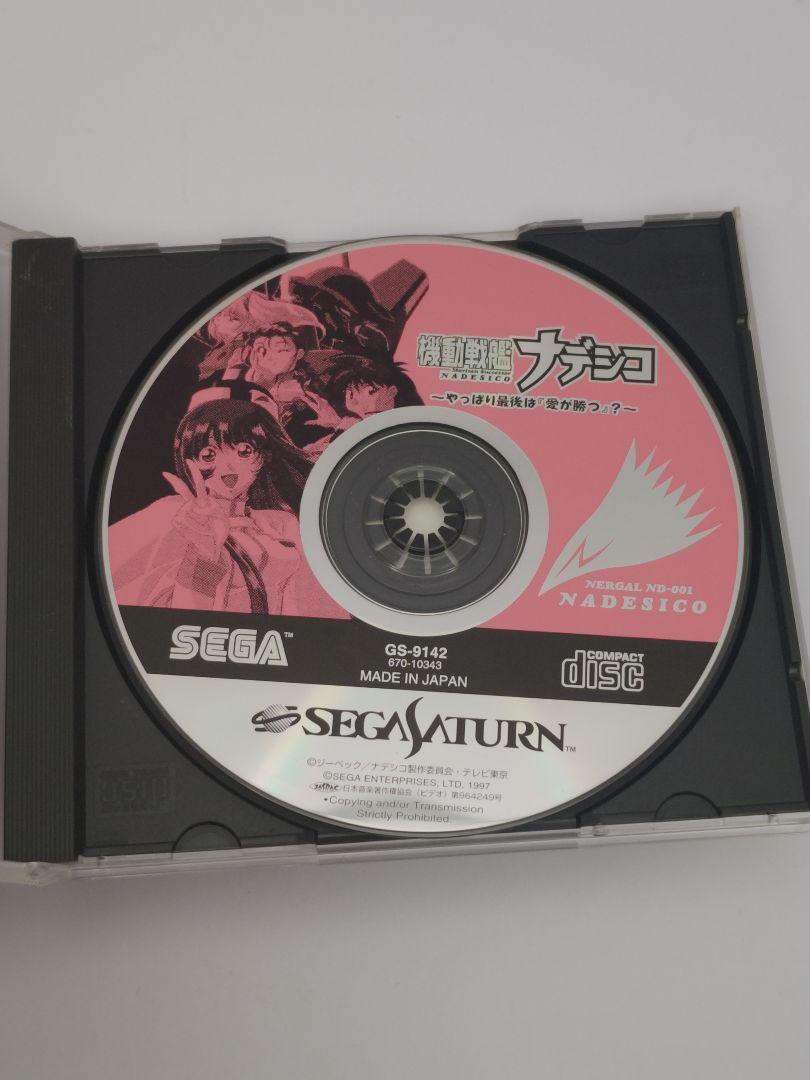 機動戦艦
Martian Successor
NADESICO
ナデシコ
〜やっぱり最後は『愛が勝つ』?〜
N
NERGAL ND-001
NADESICO
SEGA™
GS-9142
670-10343
MADE IN JAPAN
COMPACT
disc
SEGA SATURN™
©ジーベック/ナデシコ製作委員会・テレビ東京
©SEGA ENTERPRISES, LTD. 1997
JASRAC 日本音楽著作権協会(ビデオ)第964249号
•Copying and/or Transmission
Strictly Prohibited.